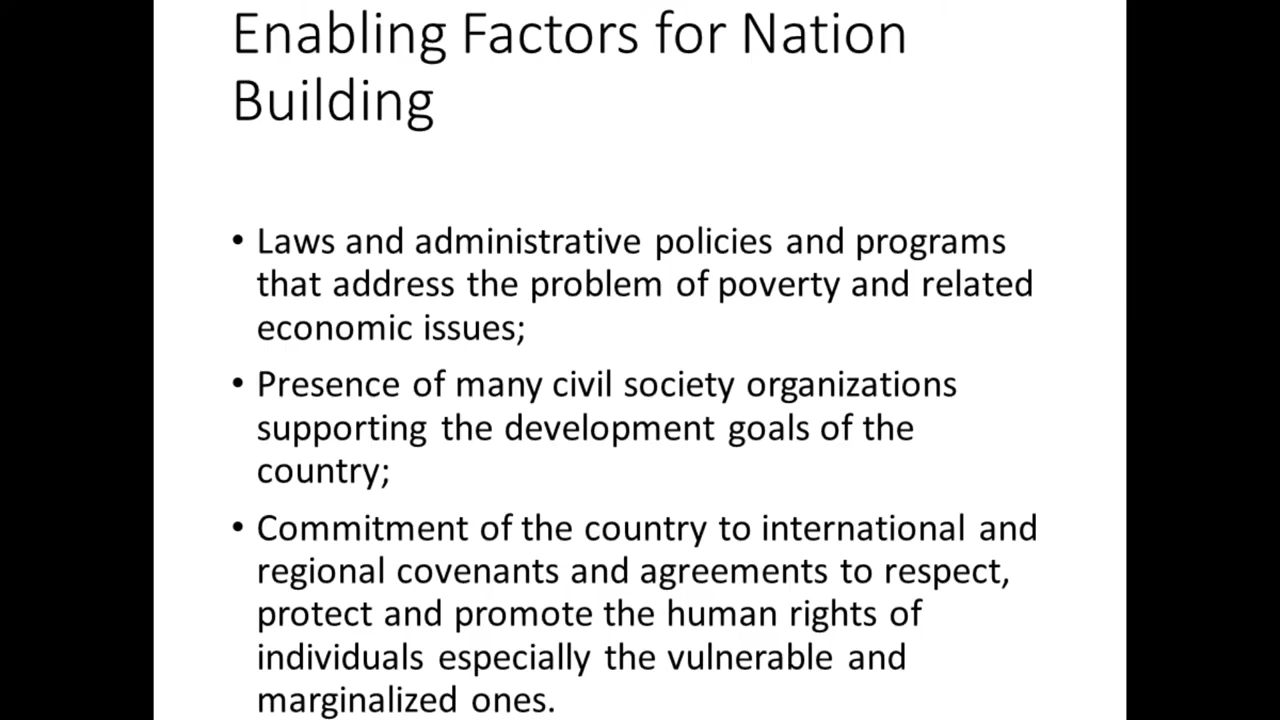 Enabling Factors for Nation
Building
• Laws and administrative policies and programs
that address the problem of poverty and related
economic issues;
• Presence of many civil society organizations
supporting the development goals of the
country;
• Commitment of the country to international and
regional covenants and agreements to respect,
protect and promote the human rights of
individuals especially the vulnerable and
marginalized ones.